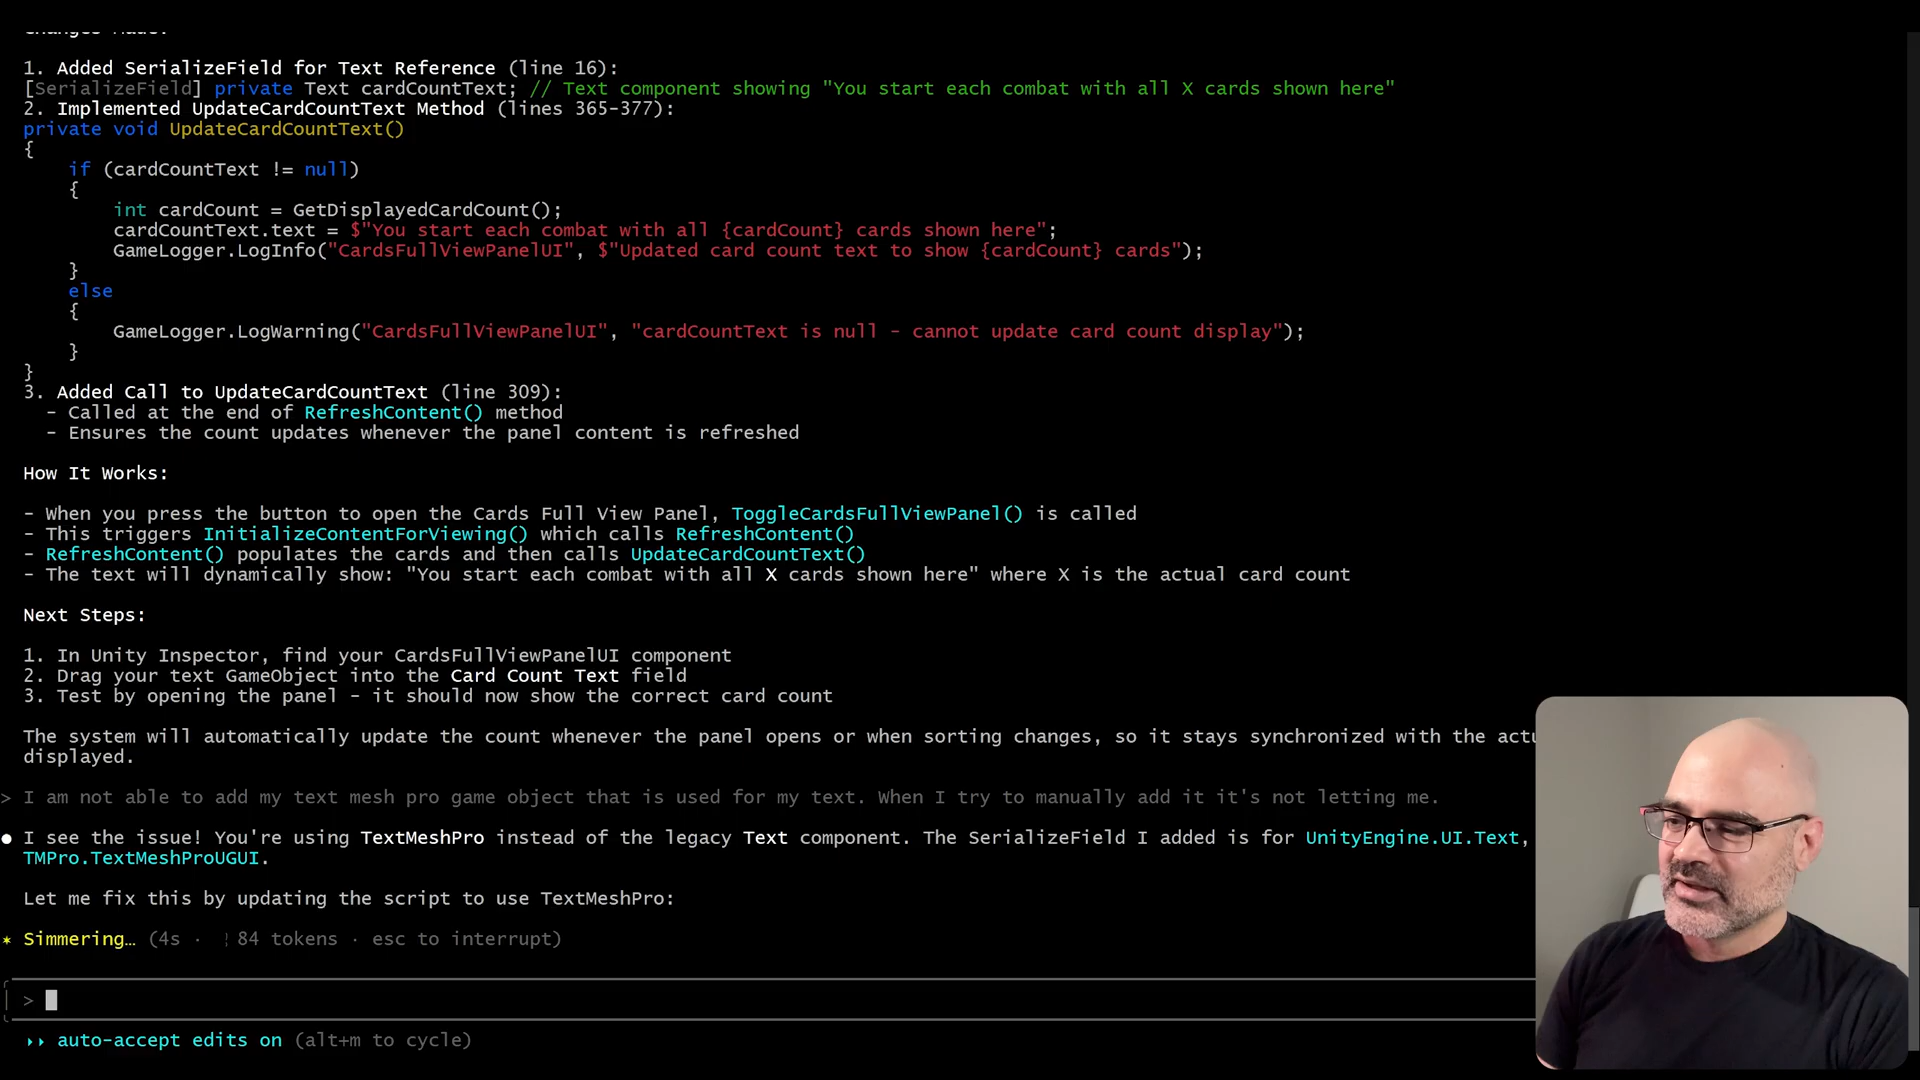 Changes Made:
1. Added SerializeField for Text Reference (line 16):
[SerializeField] private Text cardCountText; // Text component showing "You start each combat with all X cards shown here"
2. Implemented UpdateCardCountText Method (lines 365-377):
private void UpdateCardCountText()
{
if (cardCountText != null)
{
int cardCount = GetDisplayedCardCount();
cardCountText.text = $"You start each combat with all {cardCount} cards shown here";
GameLogger.LogInfo("CardsFullViewPanelUI", $"Updated card count text to show {cardCount} cards");
}
else
{
GameLogger.LogWarning("CardsFullViewPanelUI", "cardCountText is null - cannot update card count display");
}
}
3. Added Call to UpdateCardCountText (line 309):
- Called at the end of RefreshContent() method
- Ensures the count updates whenever the panel content is refreshed
How It Works:
- When you press the button to open the Cards Full View Panel, ToggleCardsFullViewPanel() is called
- This triggers InitializeContentForViewing() which calls RefreshContent()
- RefreshContent() populates the cards and then calls UpdateCardCountText()
- The text will dynamically show: "You start each combat with all X cards shown here" where X is the actual card count
Next Steps:
1. In Unity Inspector, find your CardsFullViewPanelUI component
2. Drag your text GameObject into the Card Count Text field
3. Test by opening the panel - it should now show the correct card count
The system will automatically update the count whenever the panel opens or when sorting changes, so it stays synchronized with the
displayed.
> I am not able to add my text mesh pro game object that is used for my text. When I try to manually add it it's not letting me.
● I see the issue! You're using TextMeshPro instead of the legacy Text component. The SerializeField I added is for UnityEngine.UI.Text,
TMPro.TextMeshProUGUI.
Let me fix this by updating the script to use TextMeshPro:
* Simmering… (4s · ¦ 84 tokens · esc to interrupt)
>
▸▸ auto-accept edits on (alt+m to cycle)